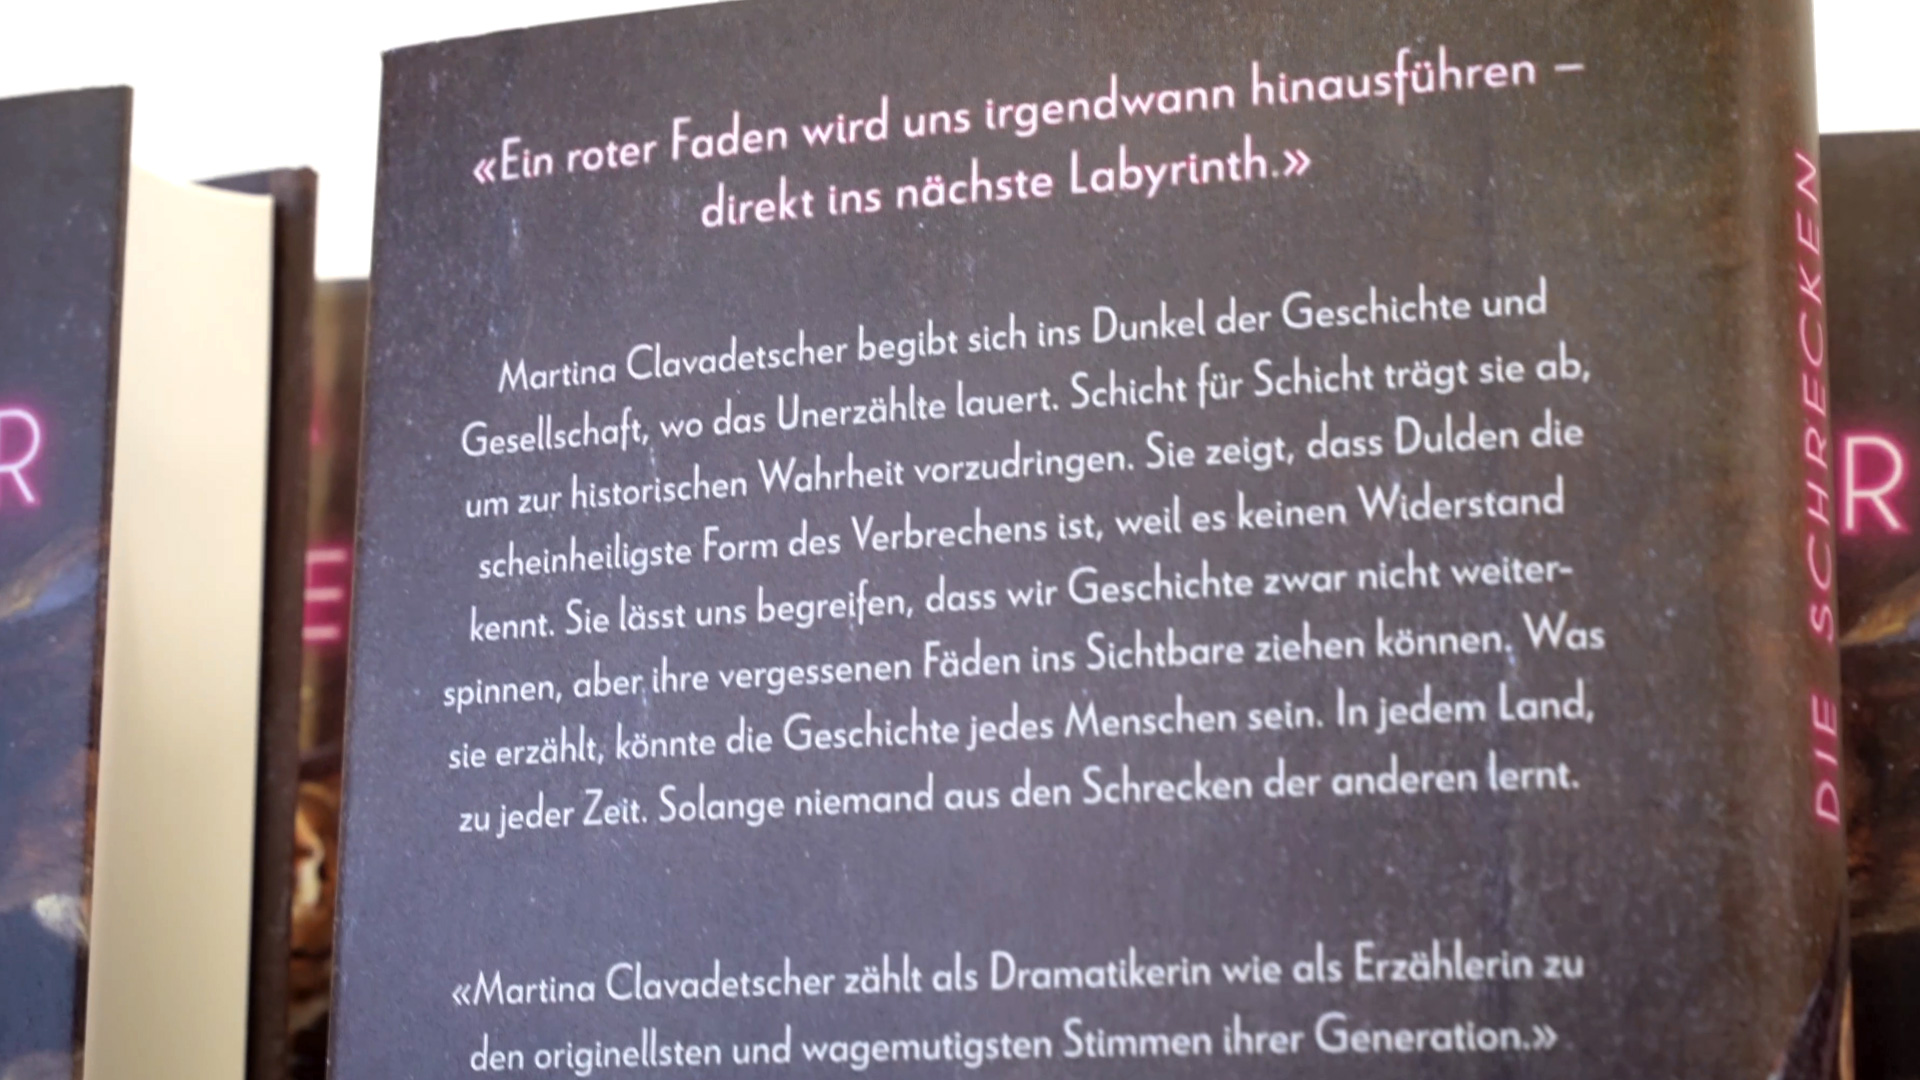 «Ein roter Faden wird uns irgendwann hinausführen –
direkt ins nächste Labyrinth.»
Martina Clavadetscher begibt sich ins Dunkel der Geschichte und
Gesellschaft, wo das Unerzählte lauert. Schicht für Schicht trägt sie ab,
um zur historischen Wahrheit vorzudringen. Sie zeigt, dass Dulden die
scheinheiligste Form des Verbrechens ist, weil es keinen Widerstand
kennt. Sie lässt uns begreifen, dass wir Geschichte zwar nicht weiter-
spinnen, aber ihre vergessenen Fäden ins Sichtbare ziehen können. Was
sie erzählt, könnte die Geschichte jedes Menschen sein. In jedem Land,
zu jeder Zeit. Solange niemand aus den Schrecken der anderen lernt.
«Martina Clavadetscher zählt als Dramatikerin wie als Erzählerin zu
den originellsten und wagemutigsten Stimmen ihrer Generation.»
DIE SCHRECKEN
R
E
R